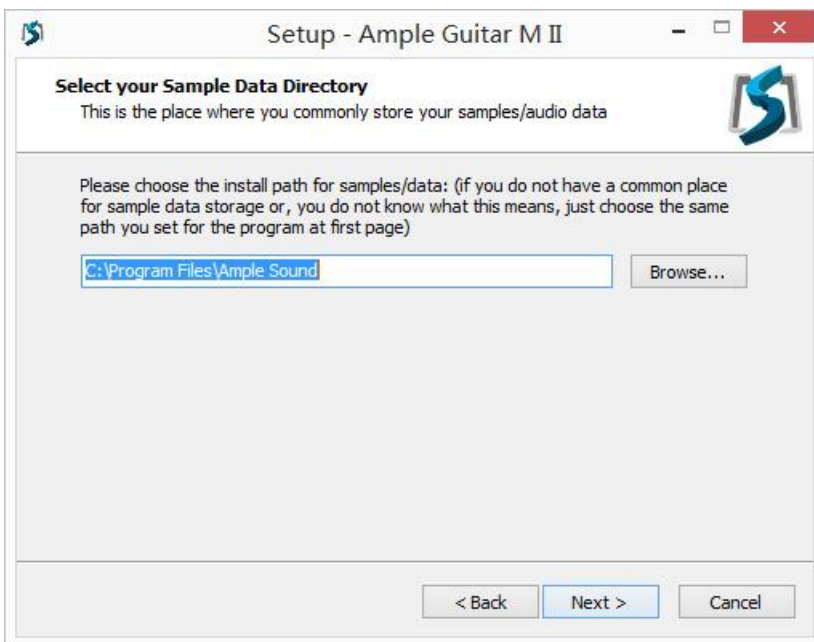 Setup - Ample Guitar M II
Select your Sample Data Directory
This is the place where you commonly store your samples/audio data
Please choose the install path for samples/data: (if you do not have a common place
for sample data storage or, you do not know what this means, just choose the same
path you set for the program at first page)
C:\Program Files\Ample Sound
Browse...
< Back
Next >
Cancel